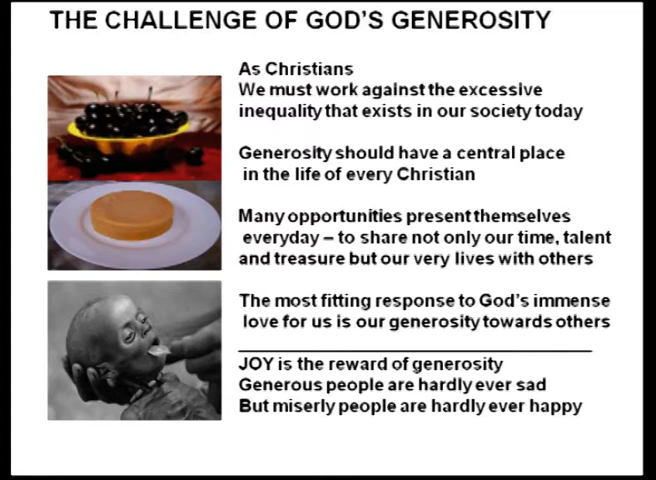 THE CHALLENGE OF GOD'S GENEROSITY
As Christians
We must work against the excessive
inequality that exists in our society today
Generosity should have a central place
in the life of every Christian
Many opportunities present themselves
everyday – to share not only our time, talent
and treasure but our very lives with others
The most fitting response to God's immense
love for us is our generosity towards others
JOY is the reward of generosity
Generous people are hardly ever sad
But miserly people are hardly ever happy